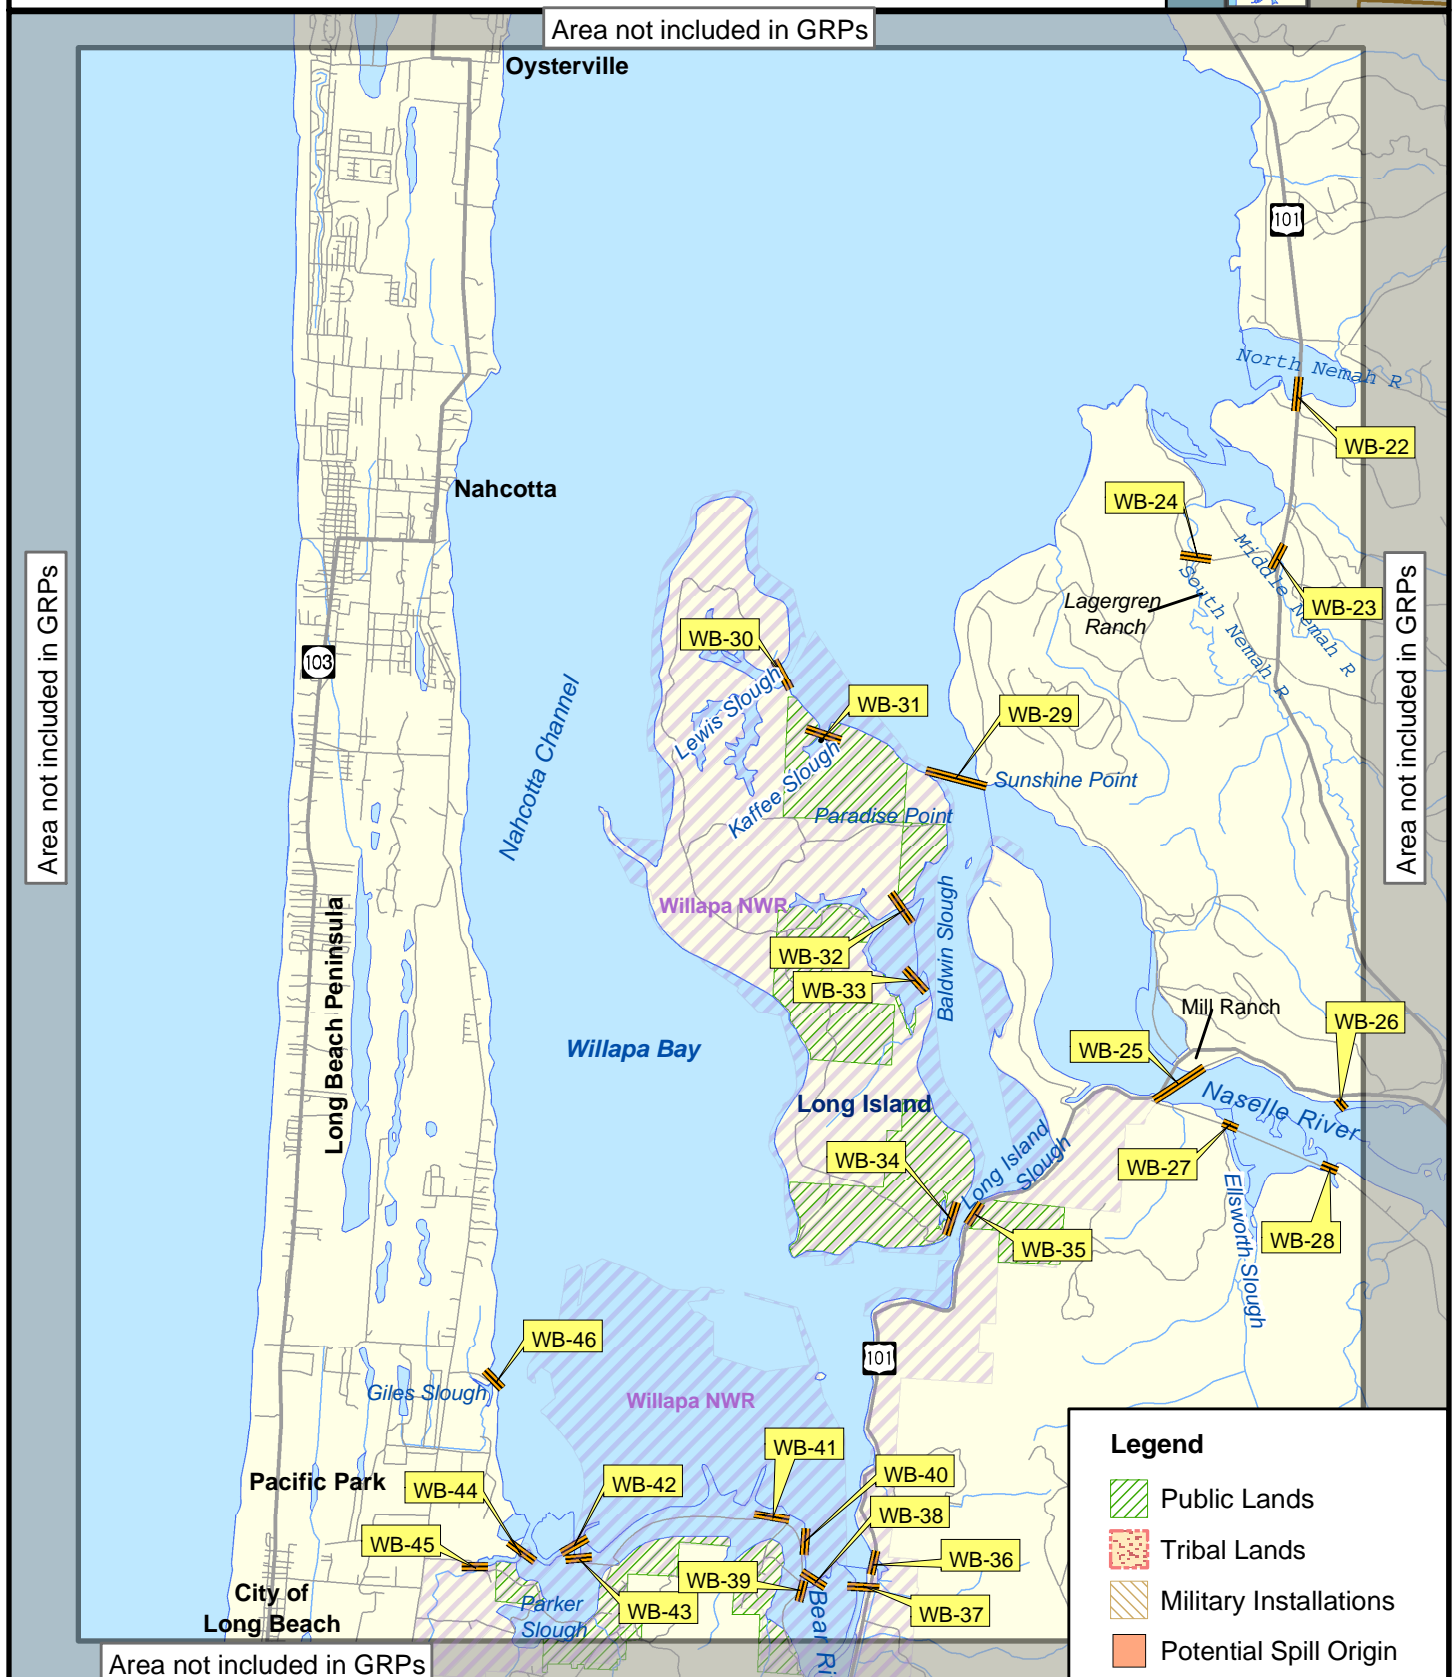 Area not included in GRPs
Oysterville
101
North Nemah R
WB-22
Nahcotta
WB-24
Middle Nemah R
South Nemah R
WB-23
Lagergren
Ranch
Area not included in GRPs
Area not included in GRPs
WB-30
103
Lewis Slough
WB-31
WB-29
Nahcotta Channel
Kaffee Slough
Sunshine Point
Paradise Point
Willapa NWR
Baldwin Slough
WB-32
WB-33
Long Beach Peninsula
Mill Ranch
WB-26
Willapa Bay
WB-25
Naselle River
Long Island
WB-34
Long Island
Slough
WB-27
Ellsworth Slough
WB-28
WB-35
WB-46
101
Giles Slough
Willapa NWR
WB-41
WB-40
Pacific Park
WB-44
WB-42
WB-38
WB-45
WB-36
WB-39
City of
Long Beach
Parker
Slough
WB-43
WB-37
Bear Ri
Legend
Public Lands
Tribal Lands
Military Installations
Potential Spill Origin
Area not included in GRPs